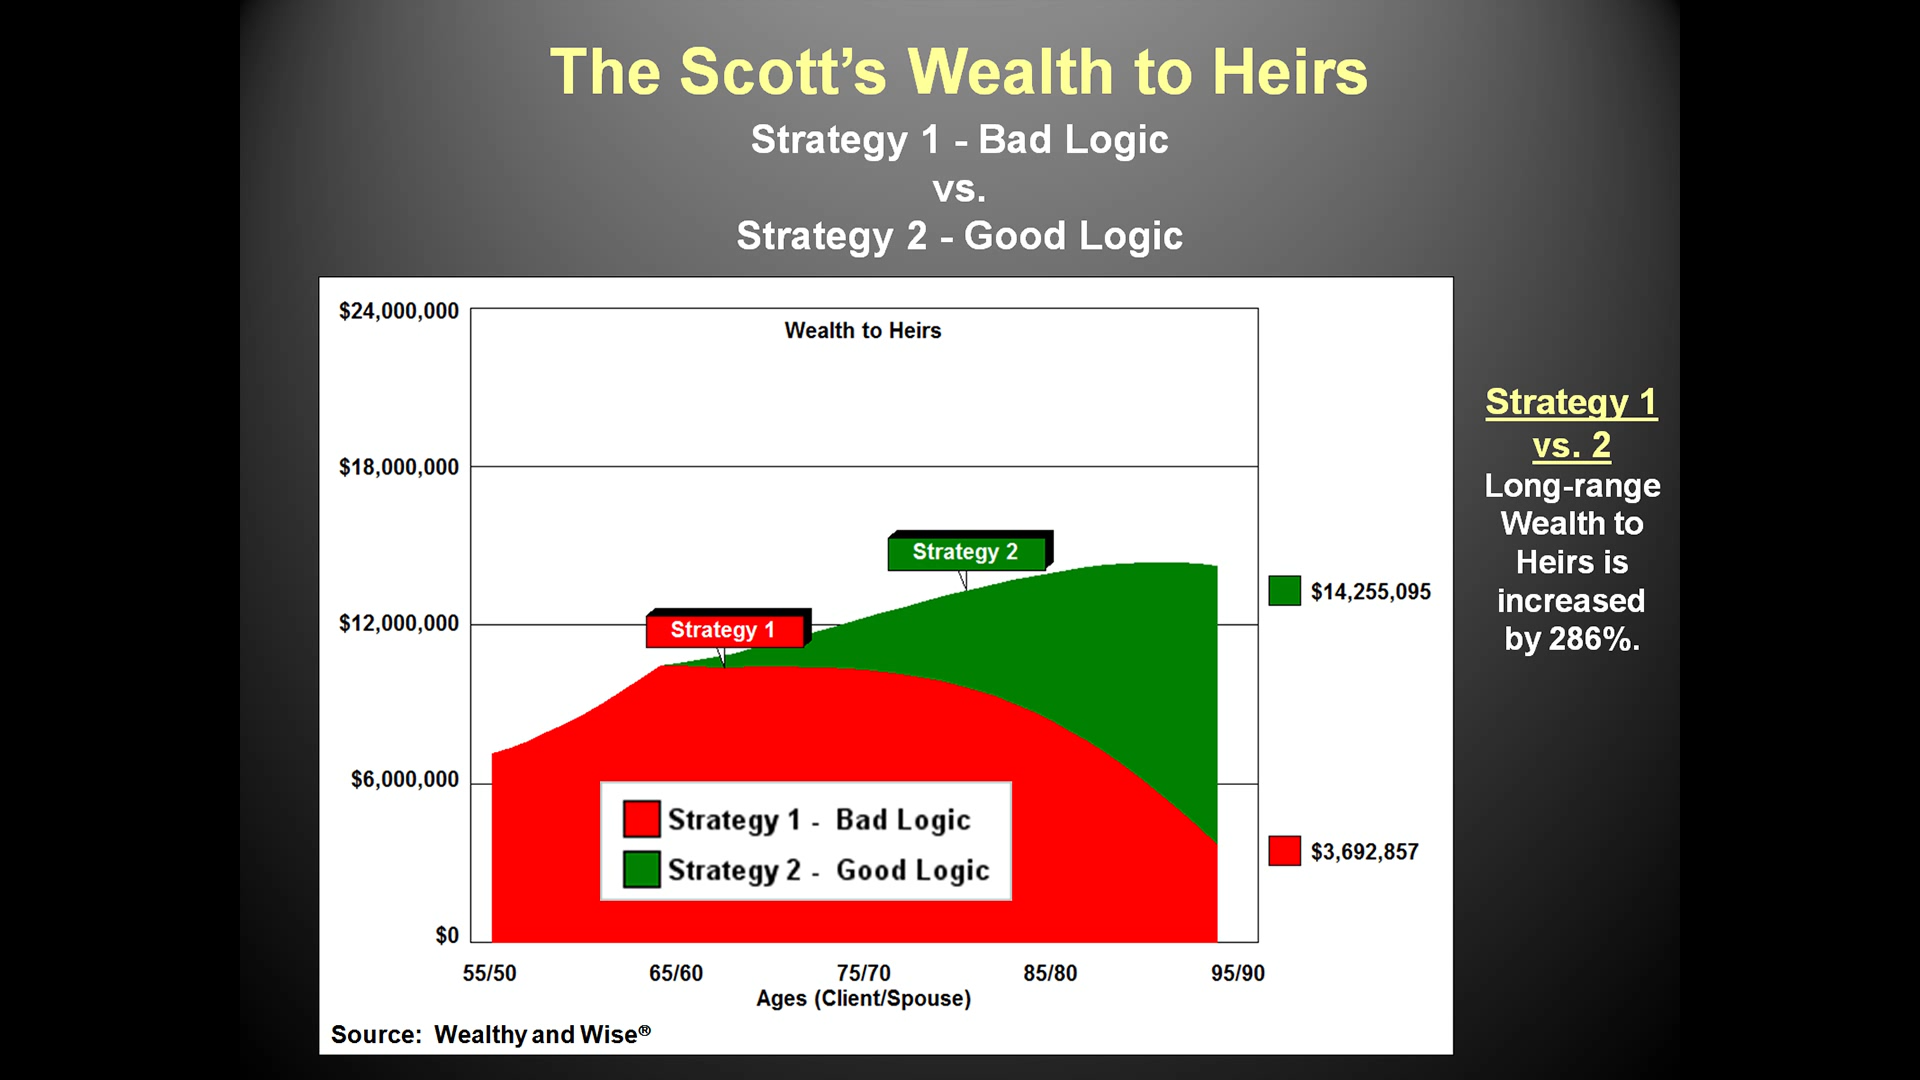 The Scott’s Wealth to Heirs
Strategy 1 - Bad Logic
vs.
Strategy 2 - Good Logic
Wealth to Heirs
$24,000,000
$18,000,000
$12,000,000
$6,000,000
$0
Strategy 2
Strategy 1
Strategy 1 - Bad Logic
Strategy 2 - Good Logic
$14,255,095
$3,692,857
55/50 65/60 75/70 85/80 95/90
Ages (Client/Spouse)
Source: Wealthy and Wise®
Strategy 1
vs. 2
Long-range
Wealth to
Heirs is
increased
by 286%.